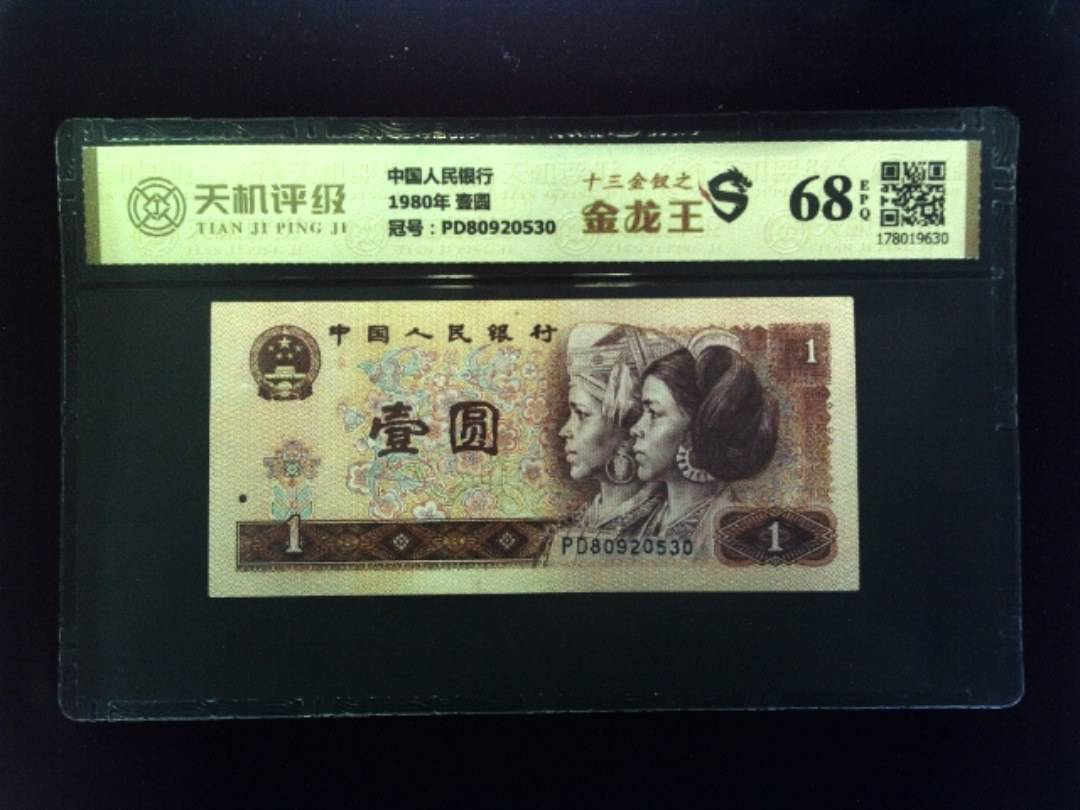 天机评级
TIAN JI PING JI
中国人民银行
1980年 壹圆
冠号：PD80920530
十三金钗之
金龙王
68
EPQ
178019630
中国人民银行
1
壹圆
1
PD80920530
1